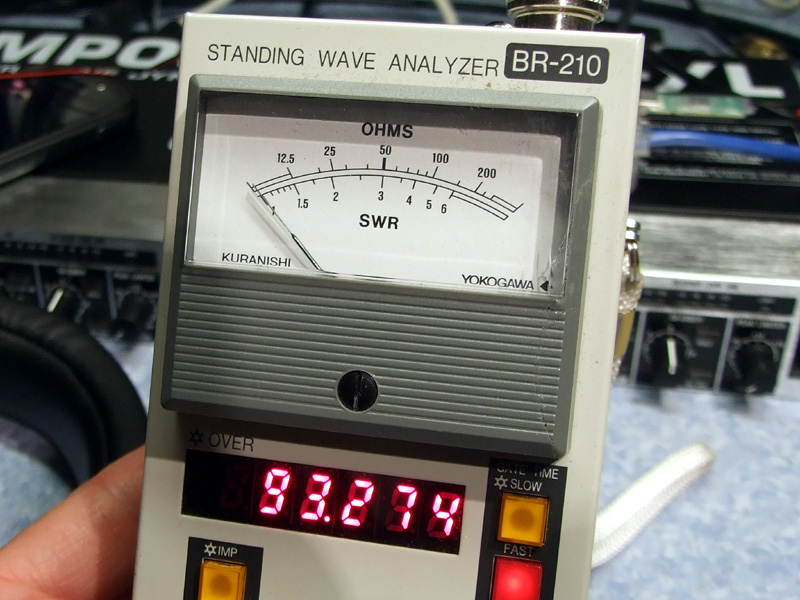 MPO
STANDING WAVE ANALYZER BR-210
OHMS
12.5 25 50 100 200
1 1.5 2 3 4 5 6
SWR
KURANISHI
YOKOGAWA
OVER
93.274
GATE TIME
SLOW
FAST
IMP